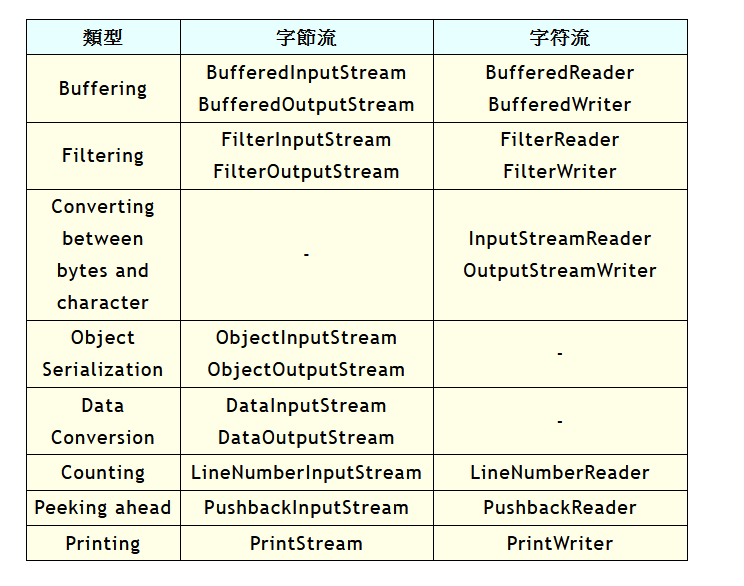 類型 字節流 字符流
Buffering BufferedInputStream BufferedReader
BufferedOutputStream BufferedWriter
Filtering FilterInputStream FilterReader
FilterOutputStream FilterWriter
Converting
between
bytes and
character
-
InputStreamReader
OutputStreamWriter
Object
Serialization
ObjectInputStream
ObjectOutputStream
-
Data
Conversion
DataInputStream
DataOutputStream
-
Counting LineNumberInputStream LineNumberReader
Peeking ahead PushbackInputStream PushbackReader
Printing PrintStream PrintWriter